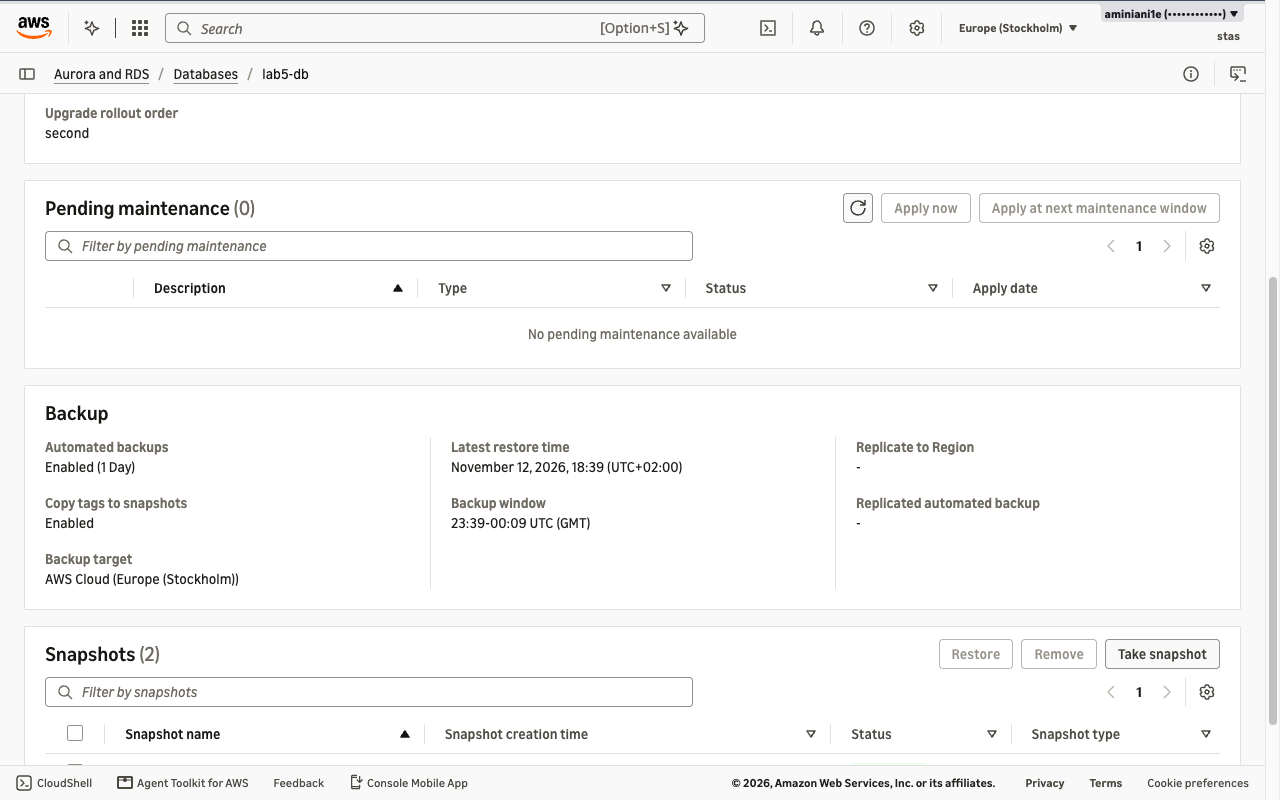 aws
Search [Option+S]
Europe (Stockholm)
aminiani1e (••••••••••••)
stas
Aurora and RDS / Databases / lab5-db
Upgrade rollout order
second
Pending maintenance (0)
Apply now
Apply at next maintenance window
Filter by pending maintenance
1
Description Type Status Apply date
No pending maintenance available
Backup
Automated backups
Enabled (1 Day)
Copy tags to snapshots
Enabled
Backup target
AWS Cloud (Europe (Stockholm))
Latest restore time
November 12, 2026, 18:39 (UTC+02:00)
Backup window
23:39-00:09 UTC (GMT)
Replicate to Region
-
Replicated automated backup
-
Snapshots (2)
Restore
Remove
Take snapshot
Filter by snapshots
1
Snapshot name Snapshot creation time Status Snapshot type
CloudShell Agent Toolkit for AWS Feedback Console Mobile App © 2026, Amazon Web Services, Inc. or its affiliates. Privacy Terms Cookie preferences